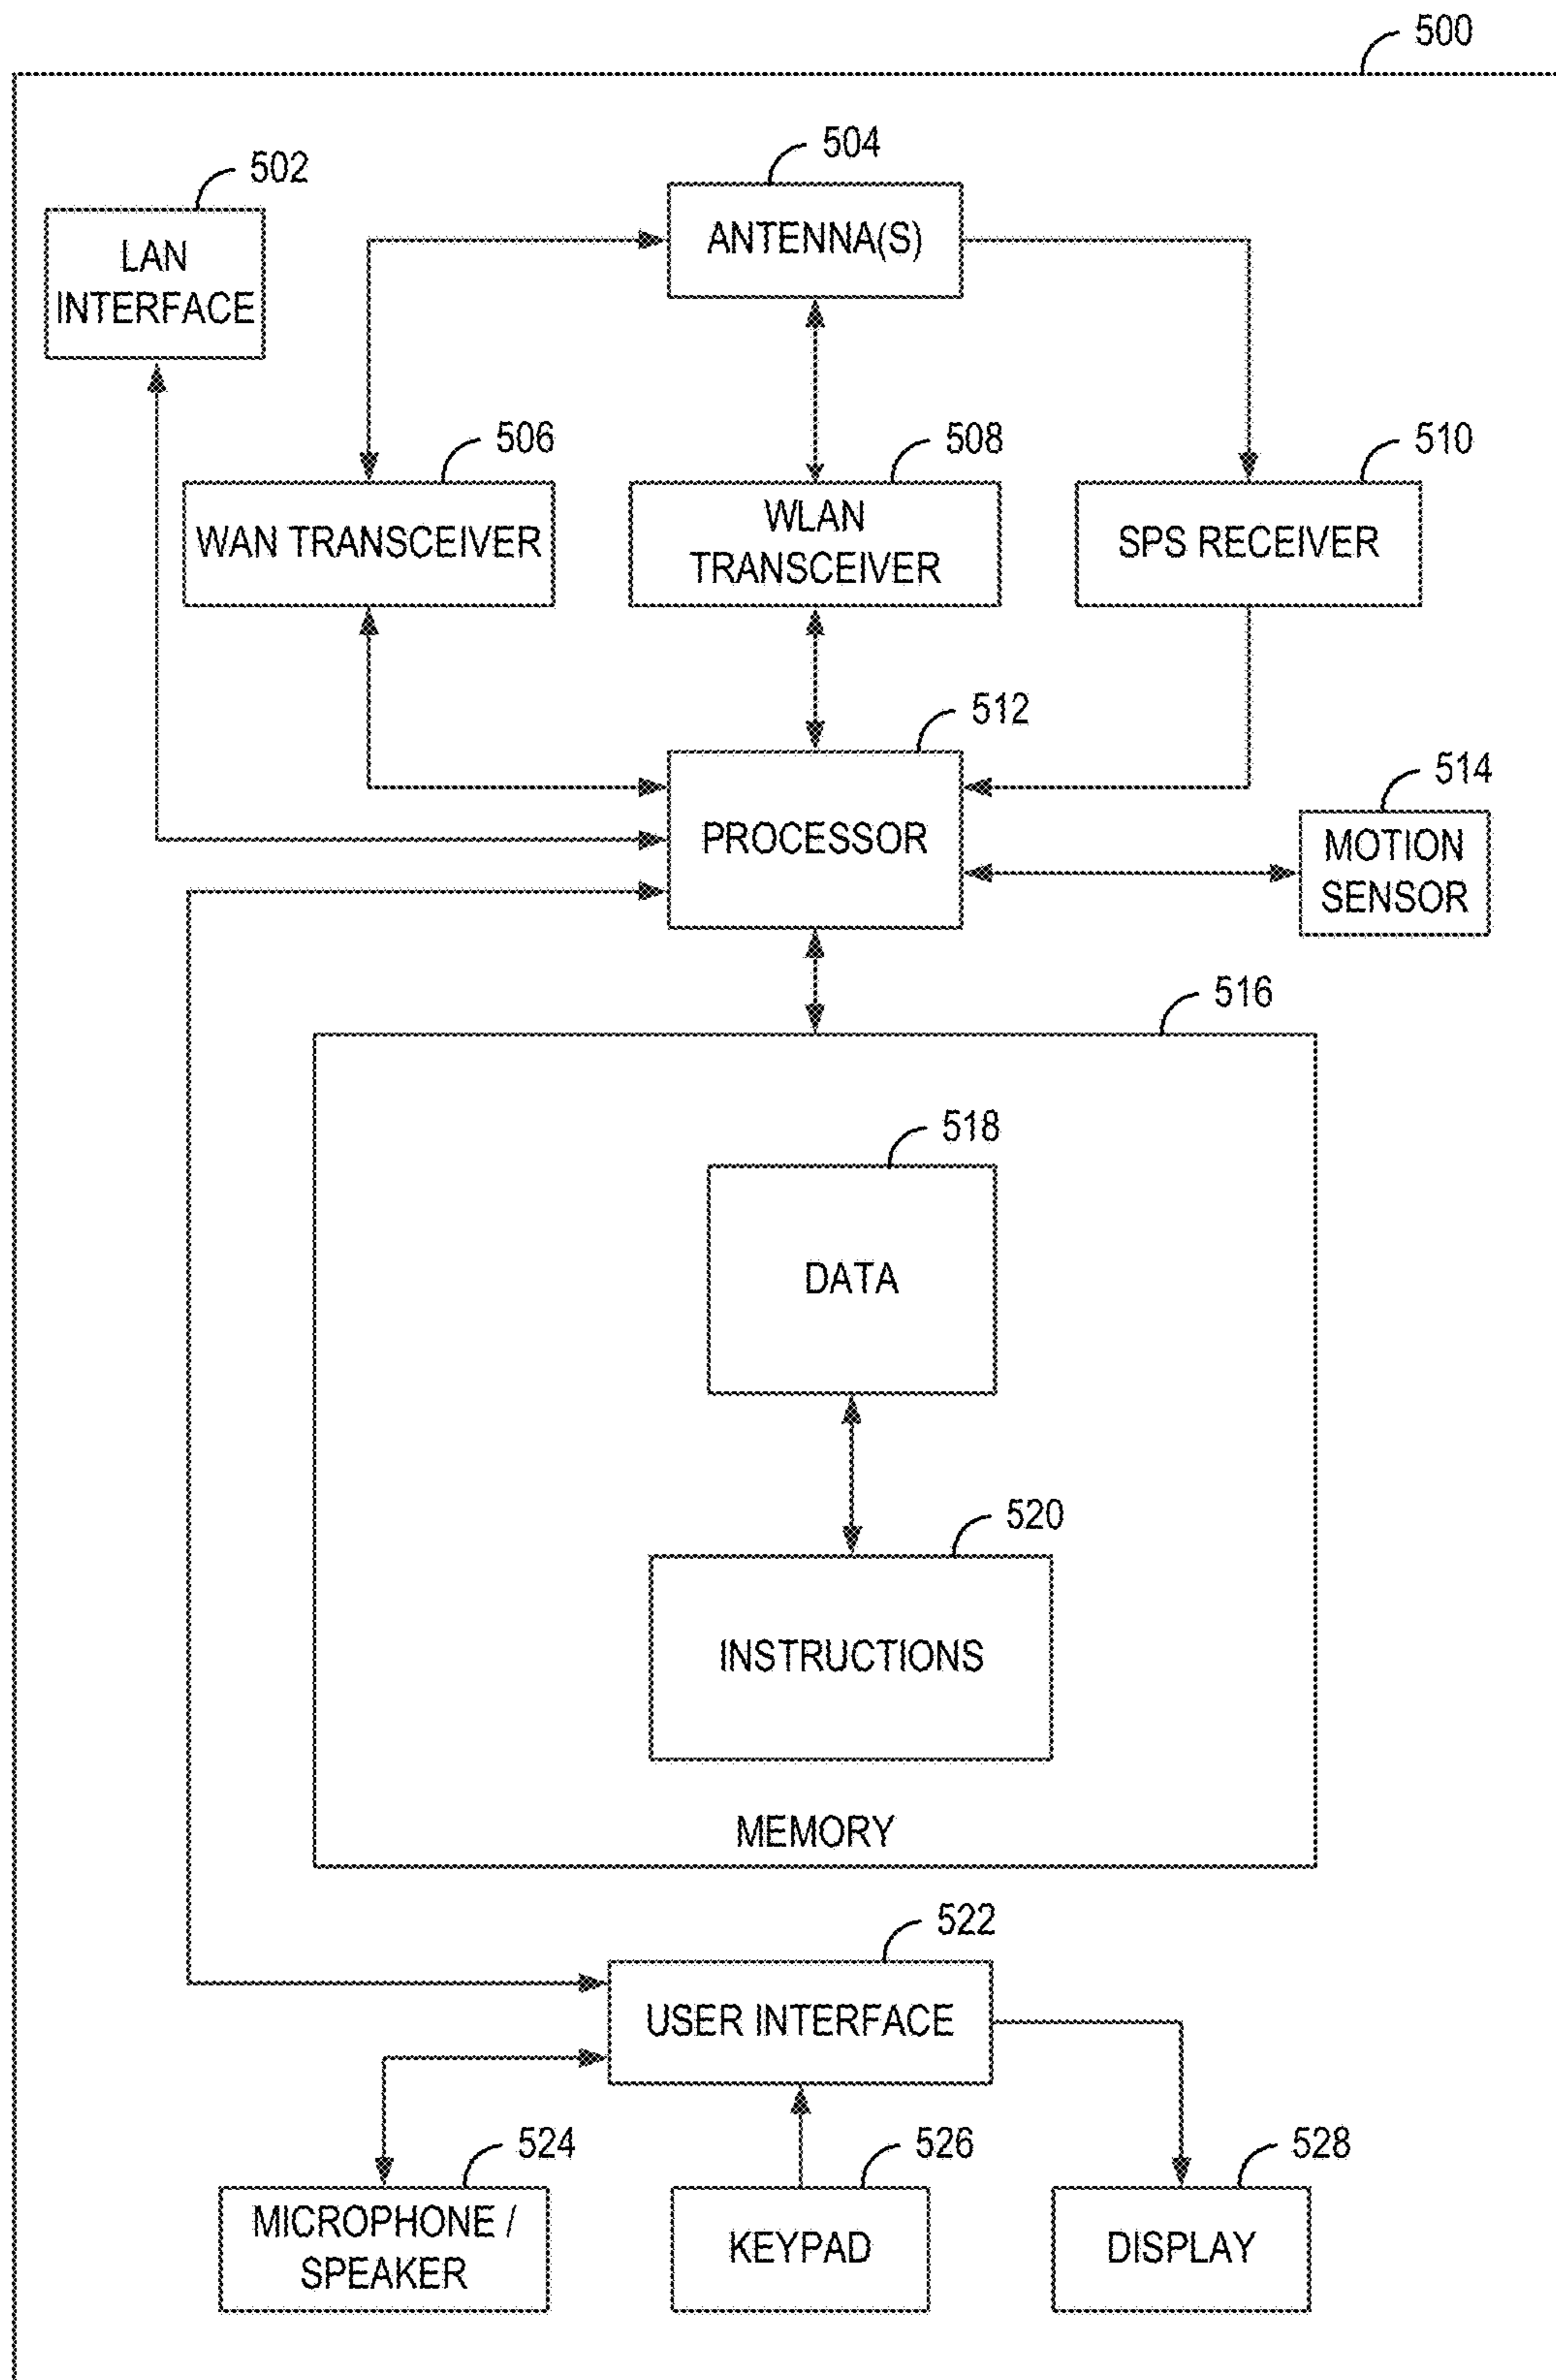 500
502
504
LAN
INTERFACE
ANTENNA(S)
506
508
510
WAN TRANSCEIVER
WLAN
TRANSCEIVER
SPS RECEIVER
512
514
PROCESSOR
MOTION
SENSOR
516
518
DATA
520
INSTRUCTIONS
MEMORY
522
USER INTERFACE
524
526
528
MICROPHONE /
SPEAKER
KEYPAD
DISPLAY